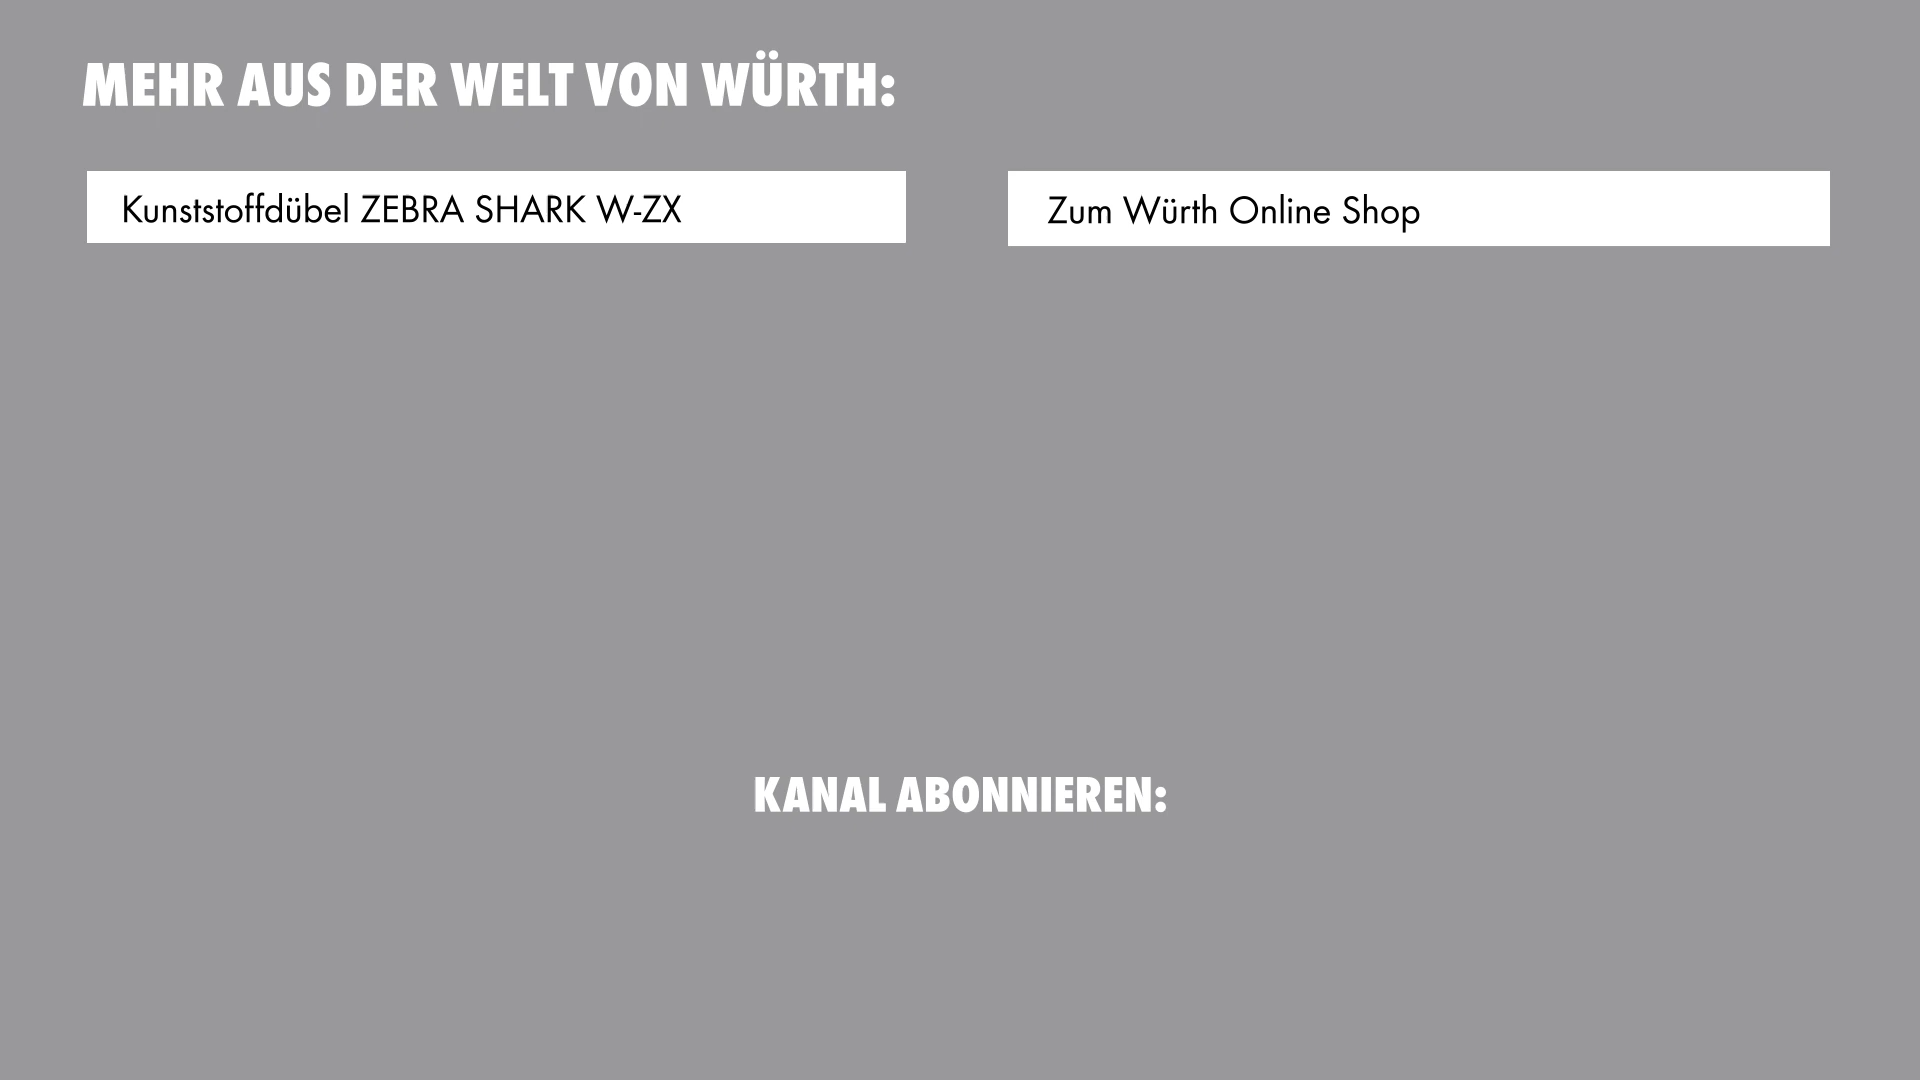 MEHR AUS DER WELT VON WÜRTH:
Kunststoffdübel ZEBRA SHARK W-ZX
Zum Würth Online Shop
KANAL ABONNIEREN: